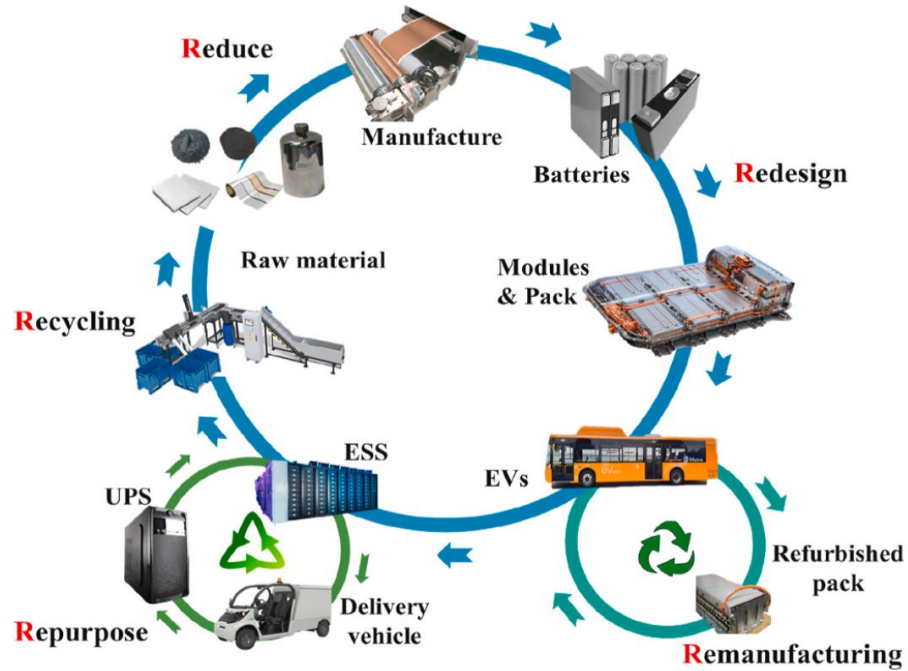 Reduce
Manufacture
Batteries
Redesign
Raw material
Modules
& Pack
Recycling
ESS
EVs
UPS
Refurbished
pack
Delivery
vehicle
Repurpose
Remanufacturing